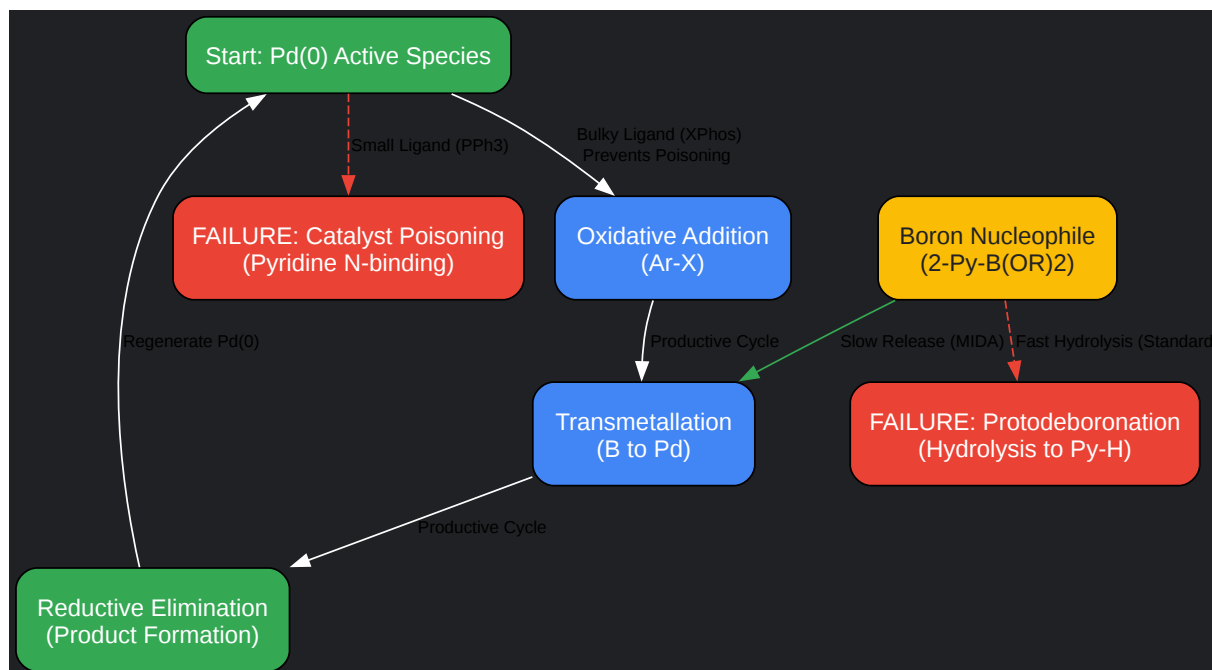 Start: Pd(0) Active Species
Small Ligand (PPh3)
Bulky Ligand (XPhos)
Prevents Poisoning
FAILURE: Catalyst Poisoning
(Pyridine N-binding)
Oxidative Addition
(Ar-X)
Boron Nucleophile
(2-Py-B(OR)2)
Regenerate Pd(0)
Productive Cycle
Slow Release (MIDA)
Fast Hydrolysis (Standard
Transmetallation
(B to Pd)
FAILURE: Protodeboronation
(Hydrolysis to Py-H)
Productive Cycle
Reductive Elimination
(Product Formation)